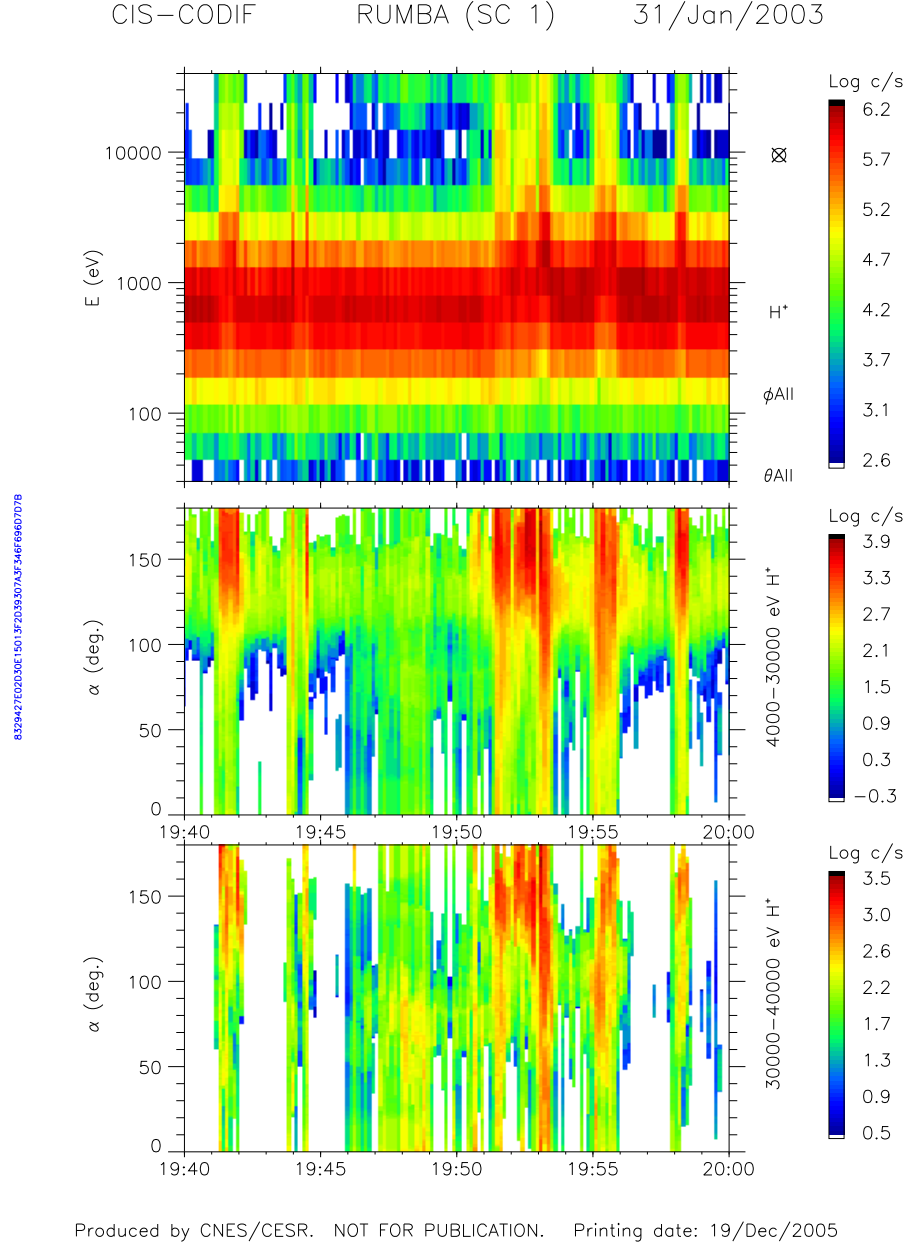 CIS-CODIF RUMBA (SC 1) 31/Jan/2003
Log c/s
6.2
5.7
5.2
4.7
4.2
3.7
3.1
2.6
10000
1000
100
E (eV)
H+
φAll
θAll
Log c/s
3.9
3.3
2.7
2.1
1.5
0.9
0.3
-0.3
150
100
50
0
α (deg.)
4000-30000 eV H+
19:40 19:45 19:50 19:55 20:00
Log c/s
3.5
3.0
2.6
2.2
1.7
1.3
0.9
0.5
150
100
50
0
α (deg.)
30000-40000 eV H+
19:40 19:45 19:50 19:55 20:00
Produced by CNES/CESR. NOT FOR PUBLICATION. Printing date: 19/Dec/2005